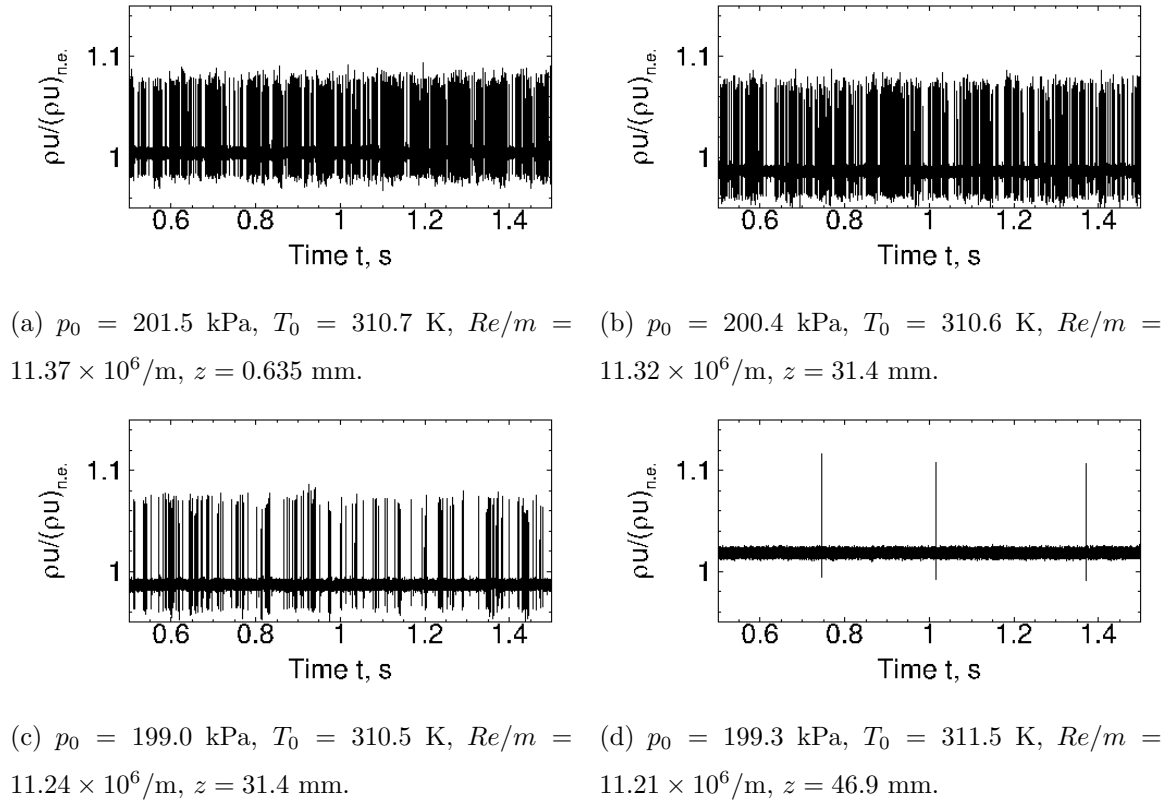 1.1
ρu/(ρu)n.e.
1
0.6 0.8 1 1.2 1.4
Time t, s
1.1
ρu/(ρu)n.e.
1
0.6 0.8 1 1.2 1.4
Time t, s
(a) p0 = 201.5 kPa, T0 = 310.7 K, Re/m =
11.37 × 10^6/m, z = 0.635 mm.
(b) p0 = 200.4 kPa, T0 = 310.6 K, Re/m =
11.32 × 10^6/m, z = 31.4 mm.
1.1
ρu/(ρu)n.e.
1
0.6 0.8 1 1.2 1.4
Time t, s
1.1
ρu/(ρu)n.e.
1
0.6 0.8 1 1.2 1.4
Time t, s
(c) p0 = 199.0 kPa, T0 = 310.5 K, Re/m =
11.24 × 10^6/m, z = 31.4 mm.
(d) p0 = 199.3 kPa, T0 = 311.5 K, Re/m =
11.21 × 10^6/m, z = 46.9 mm.